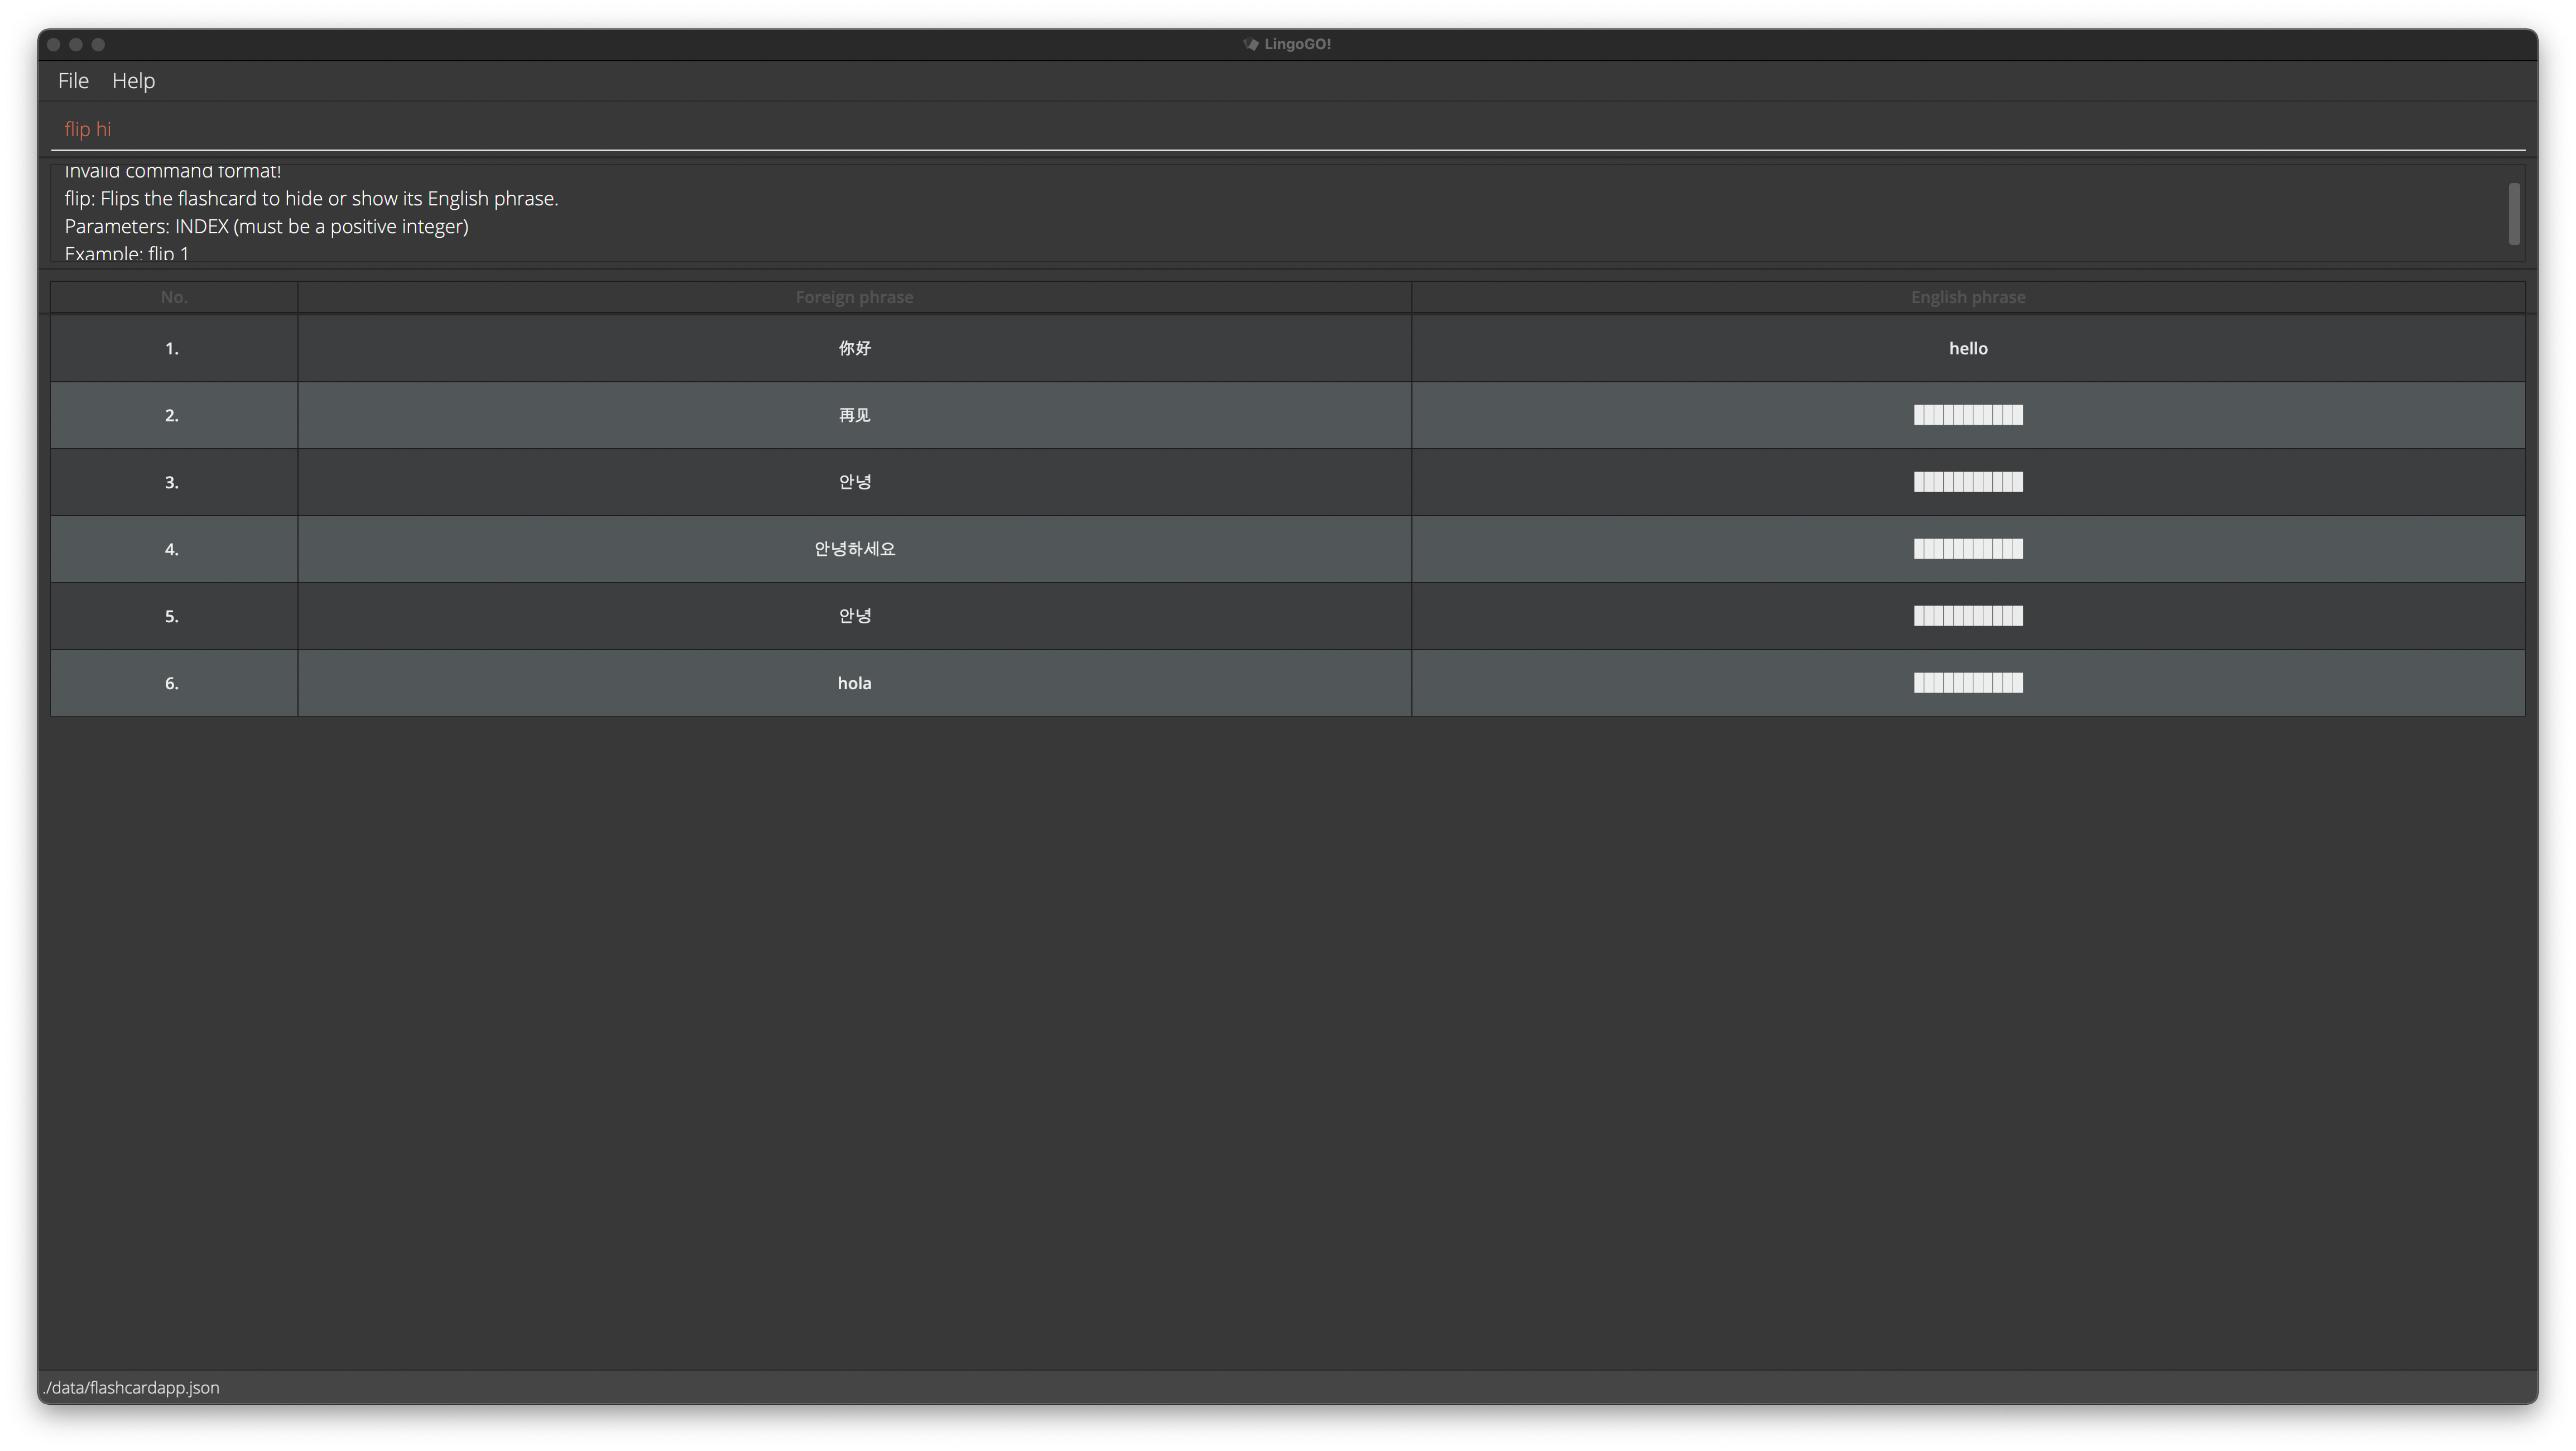 LingoGO!
File Help
flip hi
Invalid command format!
flip: Flips the flashcard to hide or show its English phrase.
Parameters: INDEX (must be a positive integer)
Example: flip 1
No. Foreign phrase English phrase
1. 你好 hello
2. 再见
3. 안녕
4. 안녕하세요
5. 안녕
6. hola
./data/flashcardapp.json